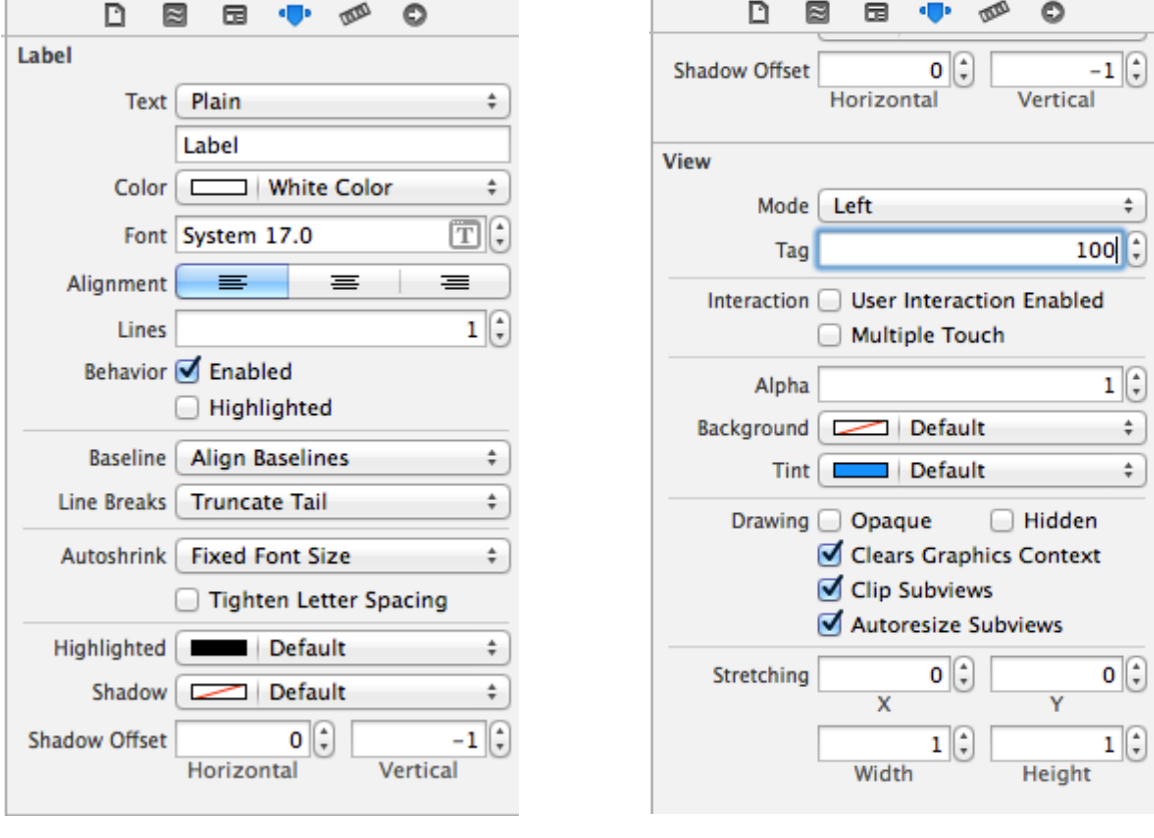 Label
Text Plain
Label
Color White Color
Font System 17.0 T
Alignment
Lines 1
Behavior Enabled
Highlighted
Baseline Align Baselines
Line Breaks Truncate Tail
Autoshrink Fixed Font Size
Tighten Letter Spacing
Highlighted Default
Shadow Default
Shadow Offset 0 -1
Horizontal Vertical
Shadow Offset 0 -1
Horizontal Vertical
View
Mode Left
Tag 100
Interaction User Interaction Enabled
Multiple Touch
Alpha 1
Background Default
Tint Default
Drawing Opaque Hidden
Clears Graphics Context
Clip Subviews
Autoresize Subviews
Stretching 0 0
X Y
1 1
Width Height